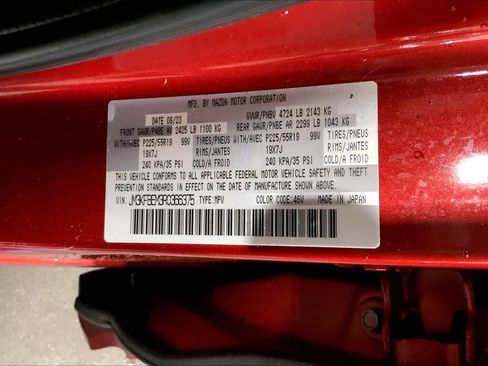 MFD. BY MAZDA MOTOR CORPORATION
DATE 08/23 GVWR/PNBV 4724 LB 2143 KG
FRONT GAWR/PNBE AV 2425 LB 1100 KG REAR GAWR/PNBE AR 2299 LB 1043 KG
WITH/AVEC P225/55R19 99V TIRES/PNEUS WITH/AVEC P225/55R19 99V TIRES/PNEUS
19X7J RIMS/JANTES 19X7J RIMS/JANTES
240 KPA/35 PSI COLD/A FROID 240 KPA/35 PSI COLD/A FROID
THIS VEHICLE CONFORMS TO ALL APPLICABLE FEDERAL MOTOR VEHICLE SAFETY AND THEFT
PREVENTION STANDARDS IN EFFECT ON THE DATE OF MANUFACTURE SHOWN ABOVE.
VIN: JM3KFBEM3R0366375 TYPE:MPV COLOR CODE:46V MADE IN JAPAN